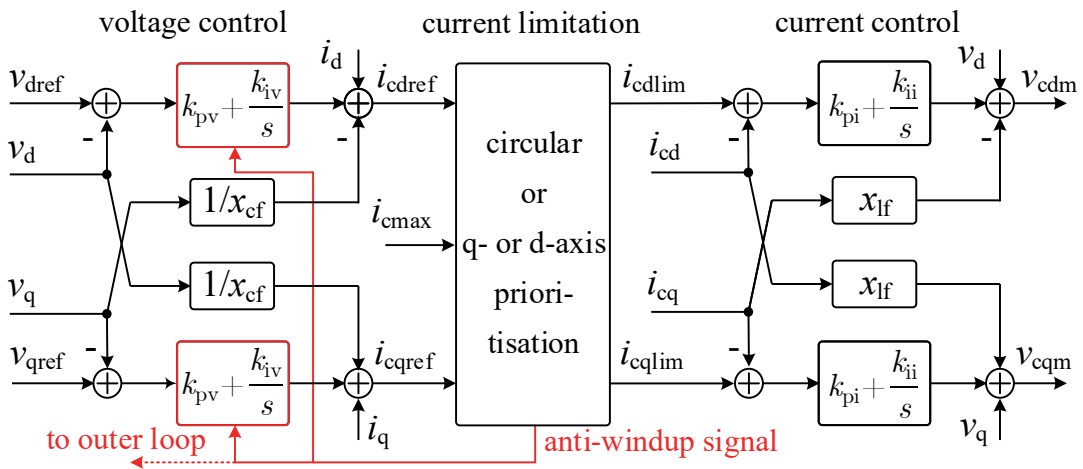 voltage control
current limitation
current control
v_dref
k_pv + k_iv/s
i_d
i_cdref
i_cdlim
k_pi + k_ii/s
v_d
v_cdm
-
-
-
-
v_d
i_cd
1/x_cf
x_lf
circular
or
q- or d-axis
priori-
tisation
i_cmax
v_q
1/x_cf
i_cq
x_lf
-
-
v_qref
k_pv + k_iv/s
i_cqref
i_cqlim
k_pi + k_ii/s
v_cqm
i_q
v_q
to outer loop
anti-windup signal